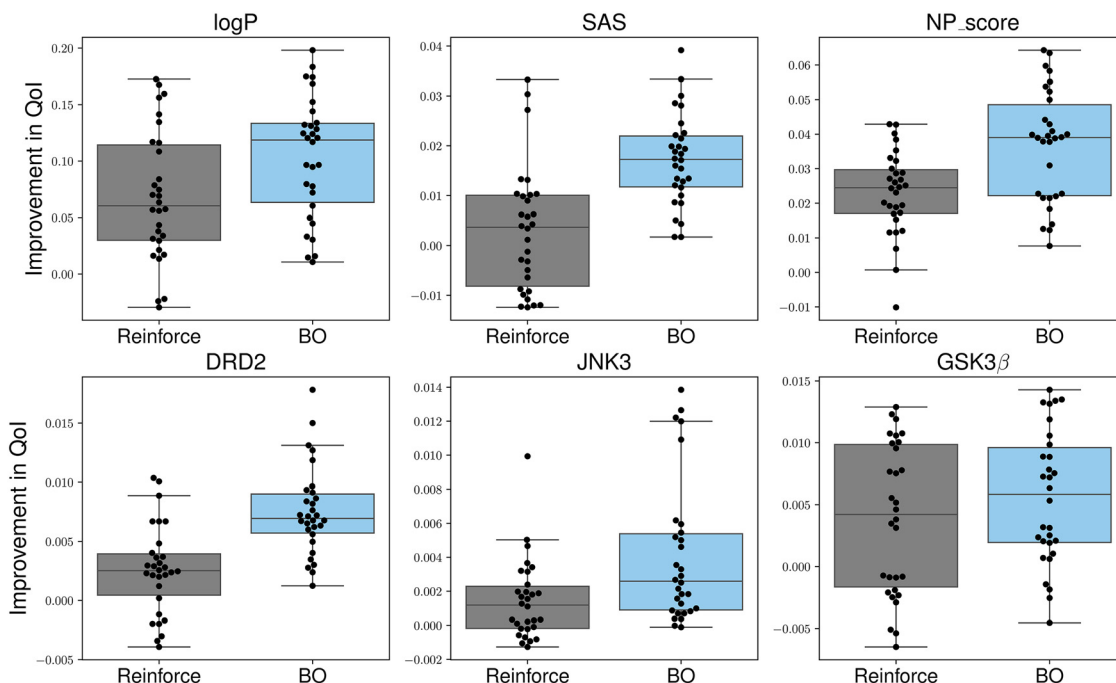 logP
SAS
NP_score
Improvement in QoI
0.20
0.15
0.10
0.05
0.00
0.04
0.03
0.02
0.01
0.00
−0.01
0.06
0.05
0.04
0.03
0.02
0.01
0.00
−0.01
Reinforce BO
Reinforce BO
Reinforce BO
DRD2
JNK3
GSK3β
Improvement in QoI
0.015
0.010
0.005
0.000
−0.005
0.014
0.012
0.010
0.008
0.006
0.004
0.002
0.000
−0.002
0.015
0.010
0.005
0.000
−0.005
Reinforce BO
Reinforce BO
Reinforce BO